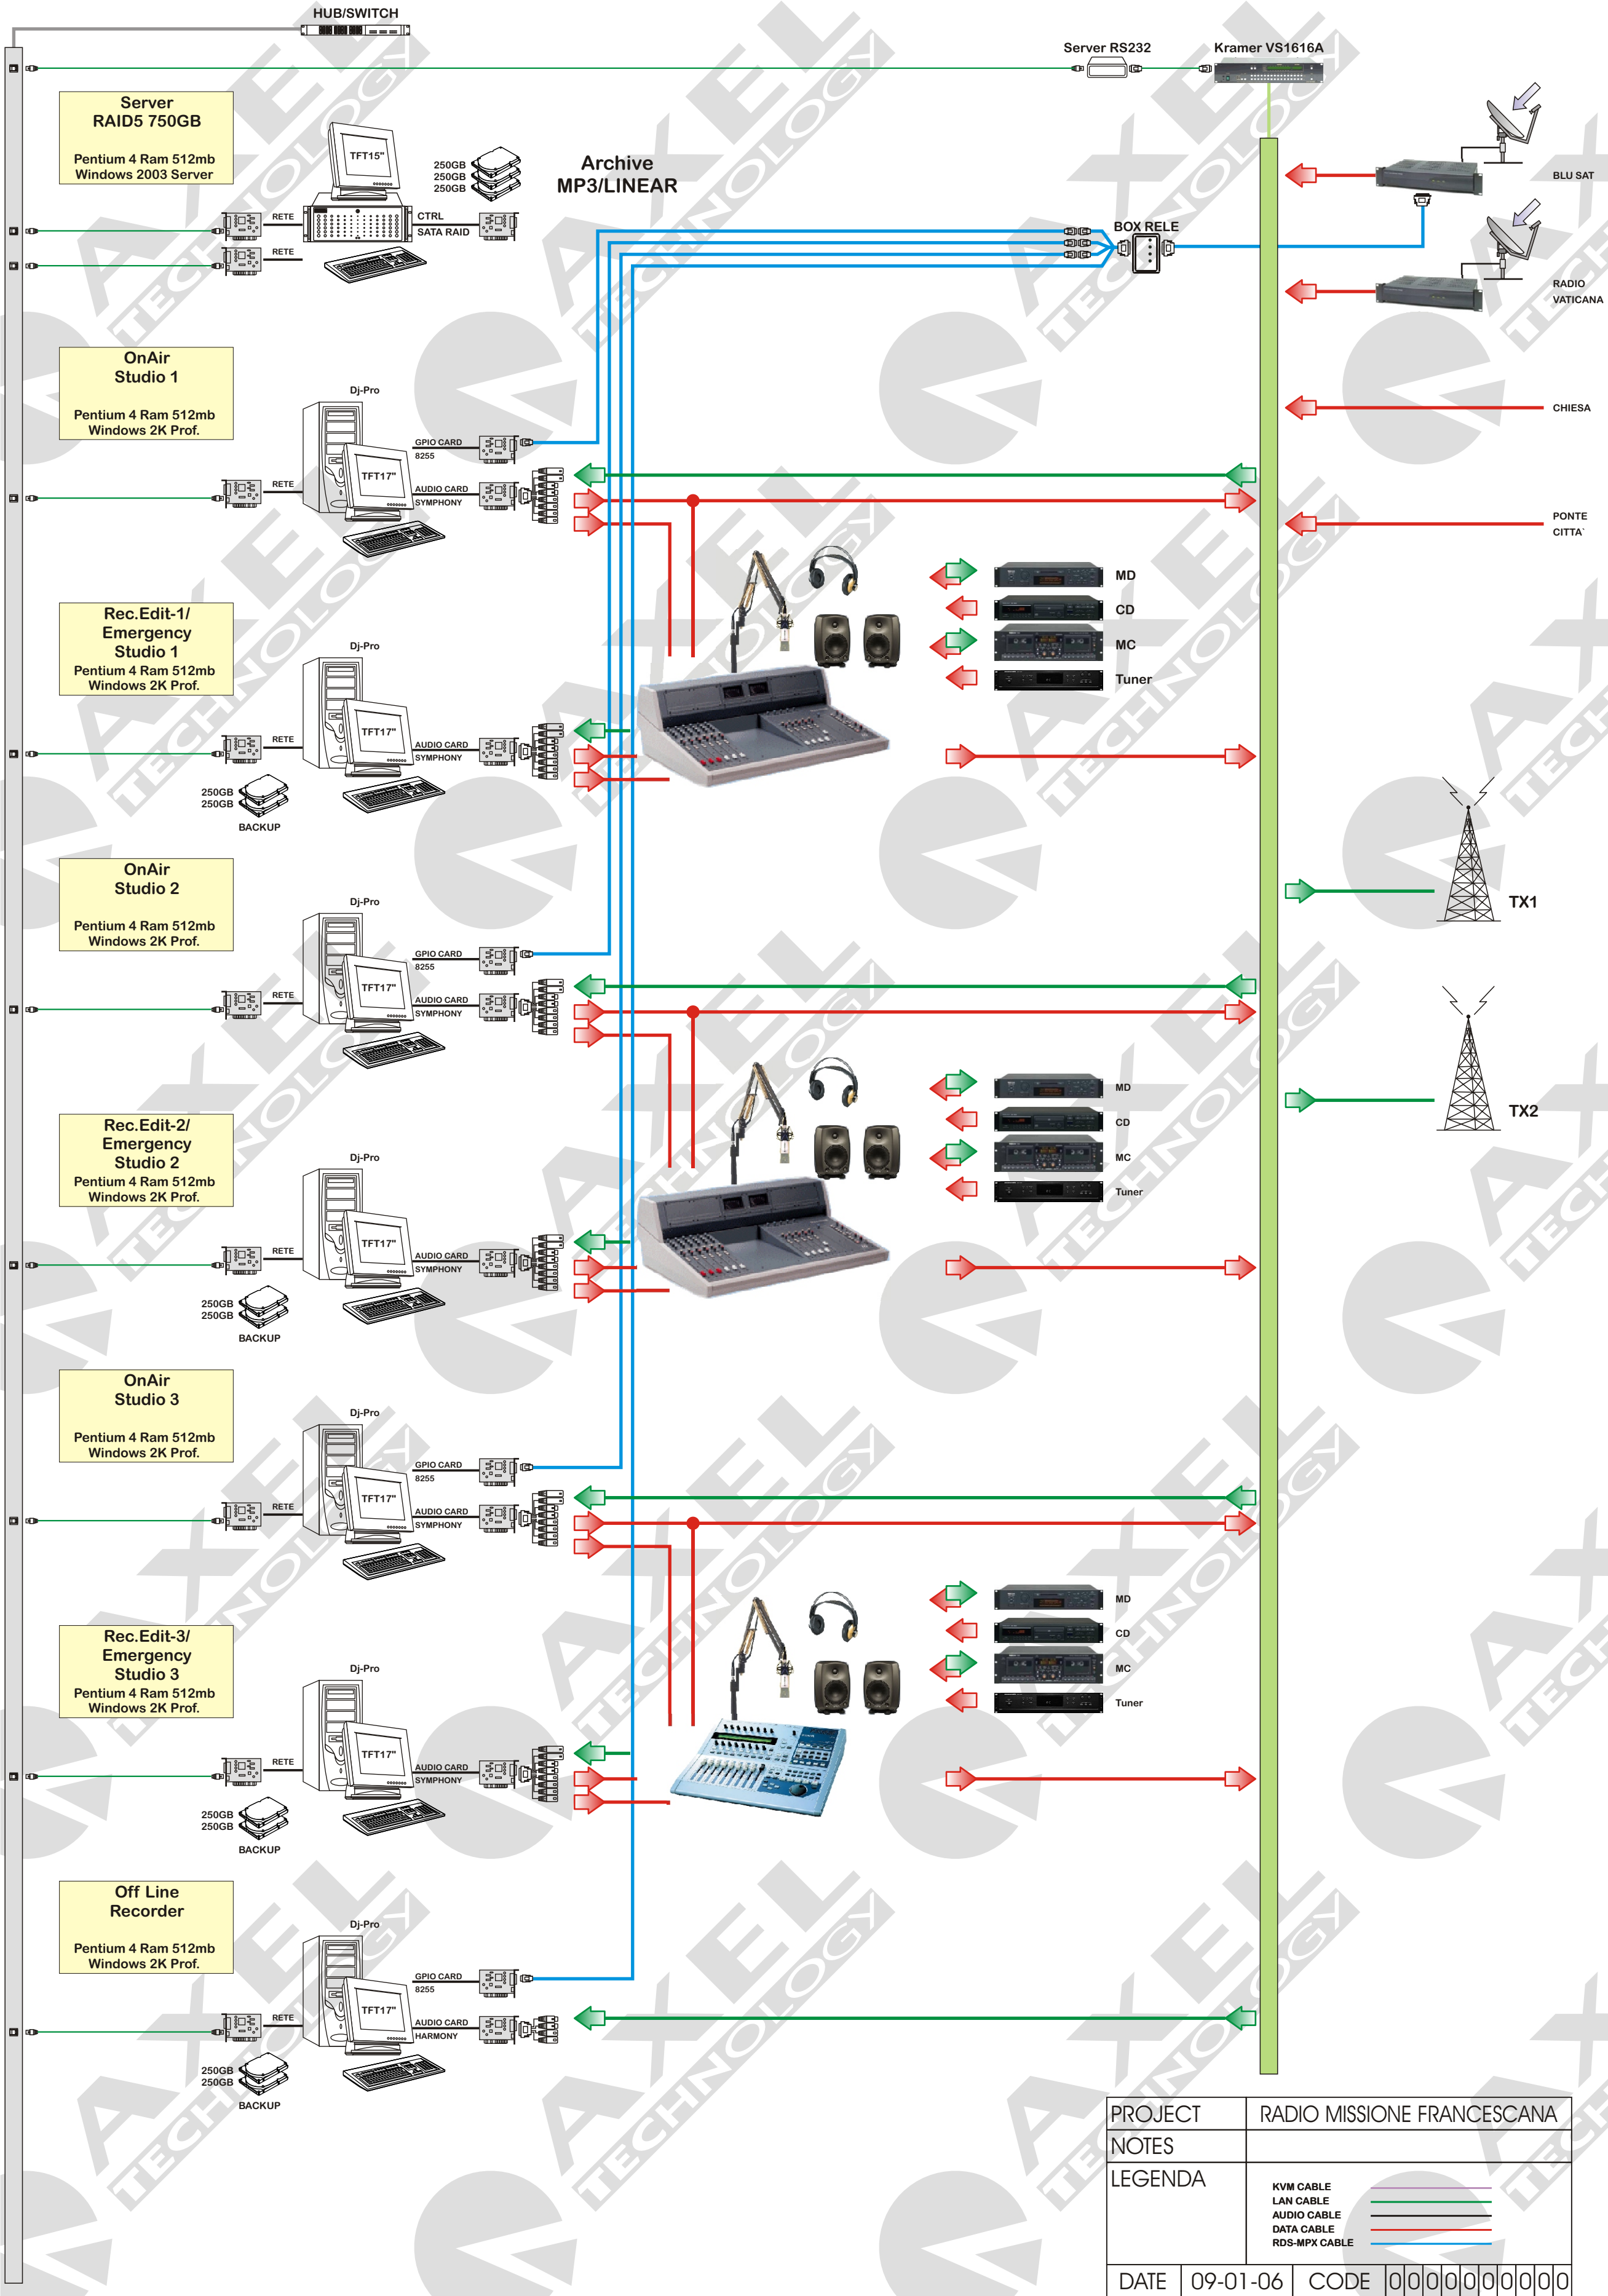 HUB/SWITCH
Server RS232
Kramer VS1616A
Server
RAID5 750GB
Pentium 4 Ram 512mb
Windows 2003 Server
TFT15"
250GB
250GB
250GB
Archive
MP3/LINEAR
BLU SAT
RETE
CTRL
SATA RAID
RETE
BOX RELE
RADIO
VATICANA
OnAir
Studio 1
Pentium 4 Ram 512mb
Windows 2K Prof.
Dj-Pro
TFT17"
GPIO CARD
8255
RETE
AUDIO CARD
SYMPHONY
CHIESA
PONTE
CITTA`
MD
CD
MC
Tuner
Rec.Edit-1/
Emergency
Studio 1
Pentium 4 Ram 512mb
Windows 2K Prof.
Dj-Pro
TFT17"
RETE
AUDIO CARD
SYMPHONY
250GB
250GB
BACKUP
OnAir
Studio 2
Pentium 4 Ram 512mb
Windows 2K Prof.
Dj-Pro
TFT17"
GPIO CARD
8255
RETE
AUDIO CARD
SYMPHONY
TX1
TX2
MD
CD
MC
Tuner
Rec.Edit-2/
Emergency
Studio 2
Pentium 4 Ram 512mb
Windows 2K Prof.
Dj-Pro
TFT17"
RETE
AUDIO CARD
SYMPHONY
250GB
250GB
BACKUP
OnAir
Studio 3
Pentium 4 Ram 512mb
Windows 2K Prof.
Dj-Pro
TFT17"
GPIO CARD
8255
RETE
AUDIO CARD
SYMPHONY
MD
CD
MC
Tuner
Rec.Edit-3/
Emergency
Studio 3
Pentium 4 Ram 512mb
Windows 2K Prof.
Dj-Pro
TFT17"
RETE
AUDIO CARD
SYMPHONY
250GB
250GB
BACKUP
Off Line
Recorder
Pentium 4 Ram 512mb
Windows 2K Prof.
Dj-Pro
TFT17"
GPIO CARD
8255
RETE
AUDIO CARD
HARMONY
250GB
250GB
BACKUP
PROJECT RADIO MISSIONE FRANCESCANA
NOTES
LEGENDA
KVM CABLE
LAN CABLE
AUDIO CABLE
DATA CABLE
RDS-MPX CABLE
DATE 09-01-06 CODE 0000000000
AXEL
TECHNOLOGY